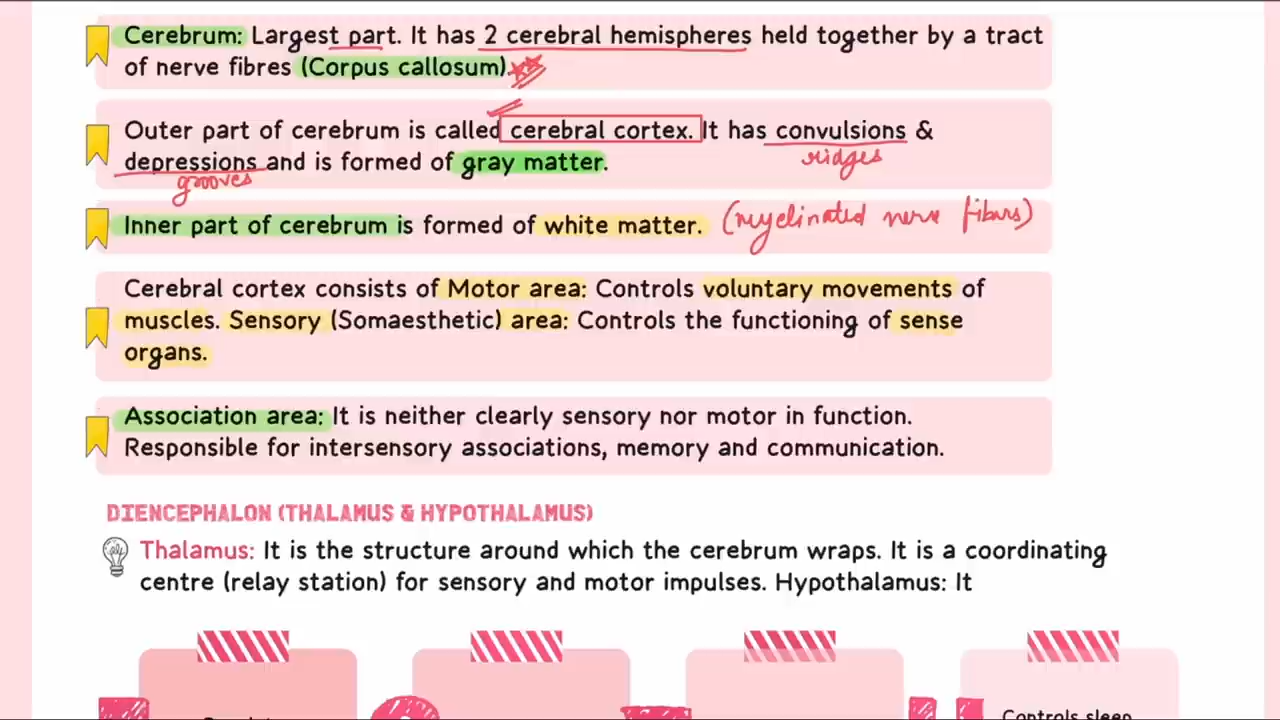 Cerebrum: Largest part. It has 2 cerebral hemispheres held together by a tract
of nerve fibres (Corpus callosum).
Outer part of cerebrum is called cerebral cortex. It has convulsions &
ridges
depressions and is formed of gray matter.
grooves
Inner part of cerebrum is formed of white matter. (myelinated nerve fibers)
Cerebral cortex consists of Motor area: Controls voluntary movements of
muscles. Sensory (Somaesthetic) area: Controls the functioning of sense
organs.
Association area: It is neither clearly sensory nor motor in function.
Responsible for intersensory associations, memory and communication.
DIENCEPHALON (THALAMUS & HYPOTHALAMUS)
Thalamus: It is the structure around which the cerebrum wraps. It is a coordinating
centre (relay station) for sensory and motor impulses. Hypothalamus: It
Controls sleep